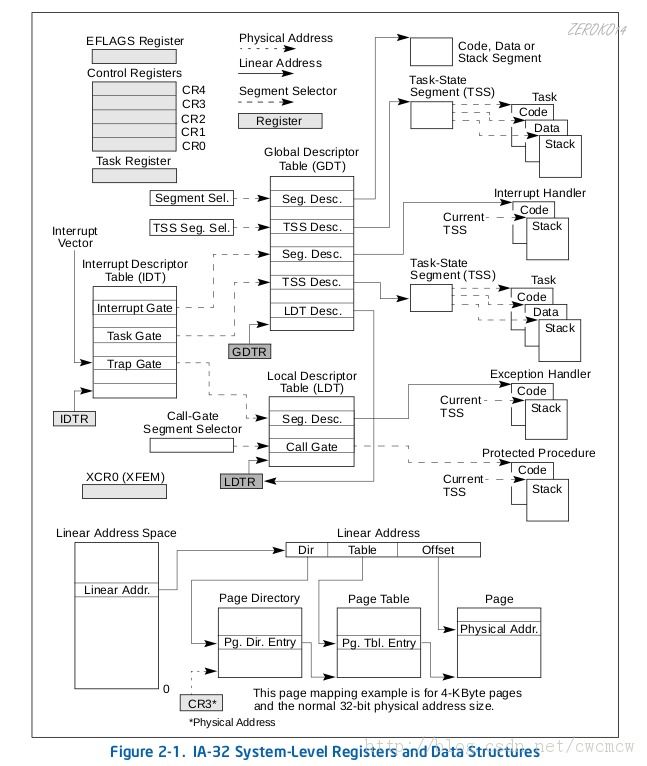 ZEROKO14
EFLAGS Register
Control Registers
CR4
CR3
CR2
CR1
CR0
Task Register
Physical Address
Linear Address
Segment Selector
Register
Code, Data or
Stack Segment
Task-State
Segment (TSS)
Task
Code
Data
Stack
Global Descriptor
Table (GDT)
Segment Sel.
Seg. Desc.
TSS Seg. Sel.
TSS Desc.
Interrupt Handler
Code
Current
TSS
Stack
Interrupt
Vector
Seg. Desc.
Interrupt Descriptor
Table (IDT)
Task-State
Segment (TSS)
Task
Code
Data
Stack
TSS Desc.
Interrupt Gate
LDT Desc.
Task Gate
GDTR
Trap Gate
Local Descriptor
Table (LDT)
Exception Handler
Code
Current
TSS
Stack
IDTR
Call-Gate
Segment Selector
Seg. Desc.
Call Gate
Protected Procedure
Code
Current
TSS
Stack
XCR0 (XFEM)
LDTR
Linear Address Space
Linear Address
Dir
Table
Offset
Linear Addr.
Page Directory
Page Table
Page
Physical Addr.
Pg. Dir. Entry
Pg. Tbl. Entry
0
CR3*
This page mapping example is for 4-KByte pages
and the normal 32-bit physical address size.
*Physical Address
http://blog.csdn.net/cwcmcw
Figure 2-1. IA-32 System-Level Registers and Data Structures